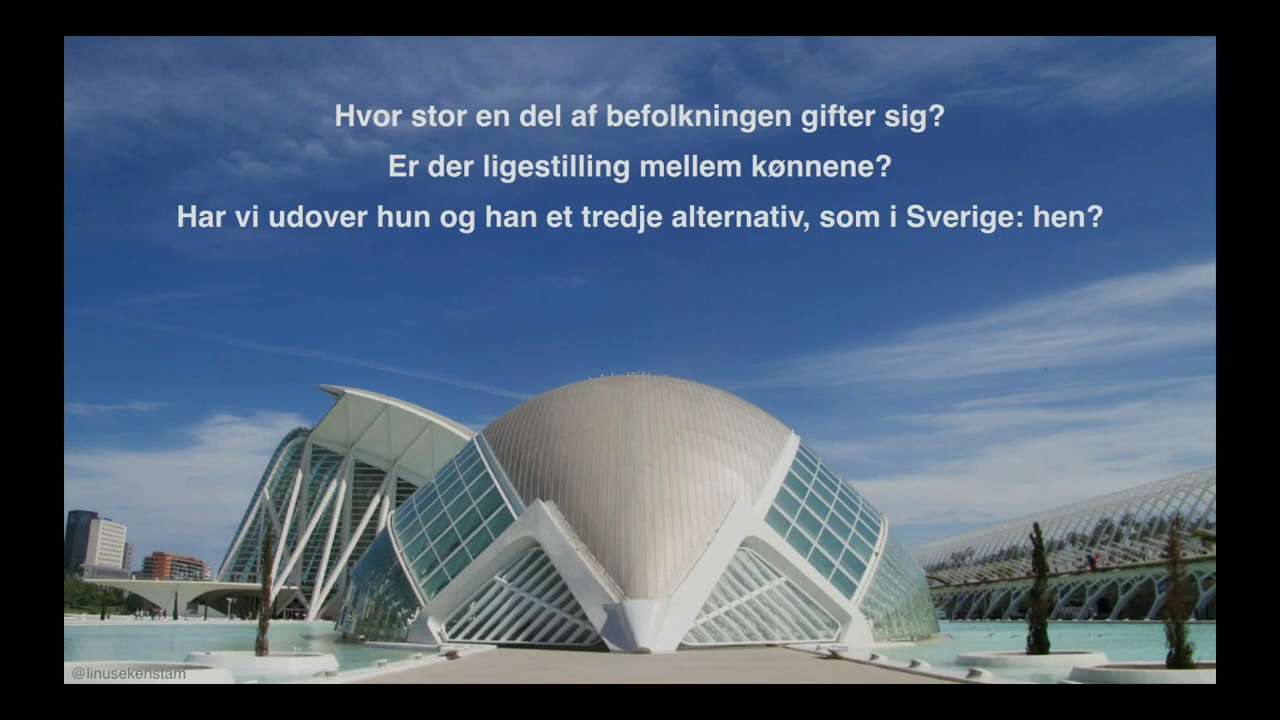 Hvor stor en del af befolkningen gifter sig?
Er der ligestilling mellem kønnene?
Har vi udover hun og han et tredje alternativ, som i Sverige: hen?
@linusekenstam